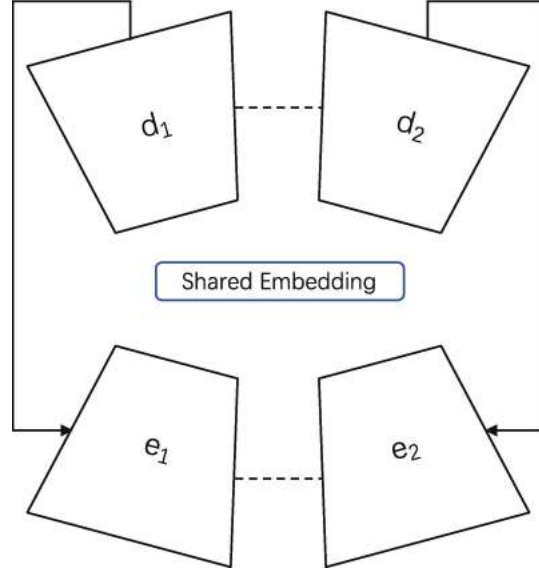 d₁
d₂
Shared Embedding
e₁
e₂